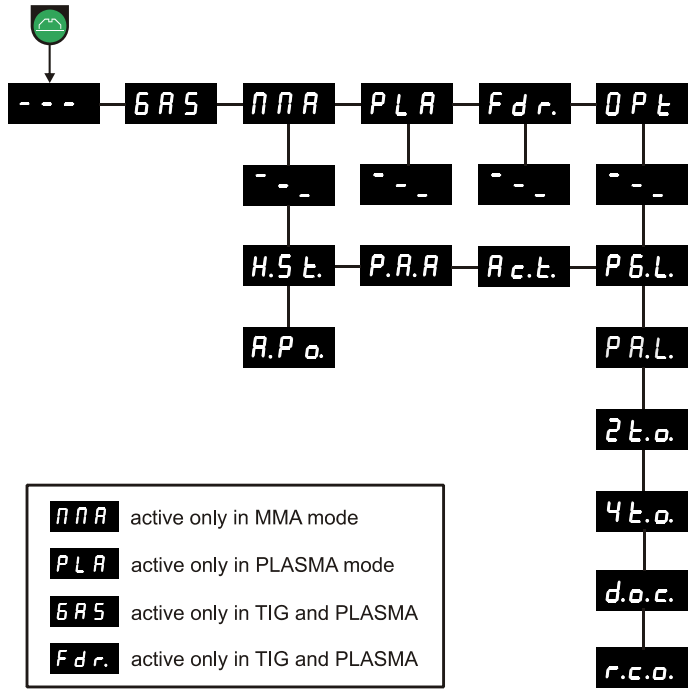 --- GAS MMA PLA Fdr. OPt
¯-_ ¯-_ ¯-_ ¯-_
H.St. P.A.A Ac.t. PG.L.
A.Po. PA.L.
2t.o.
4t.o.
d.o.c.
r.c.o.
MMA active only in MMA mode
PLA active only in PLASMA mode
GAS active only in TIG and PLASMA
Fdr. active only in TIG and PLASMA